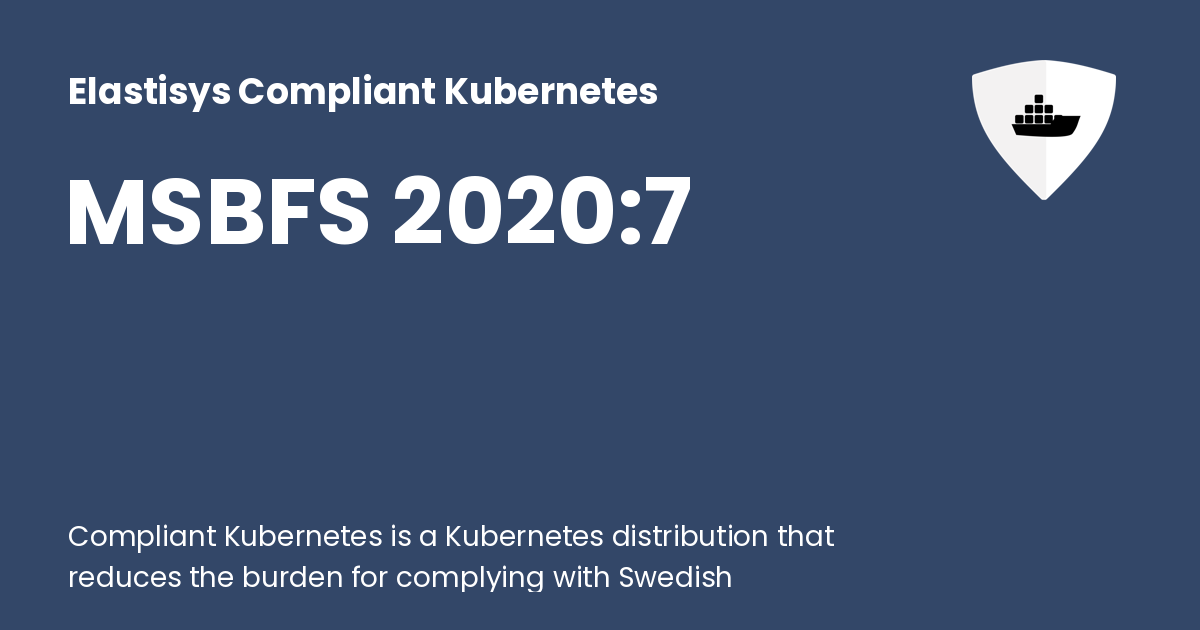 Elastisys Compliant Kubernetes
MSBFS 2020:7
Compliant Kubernetes is a Kubernetes distribution that
reduces the burden for complying with Swedish